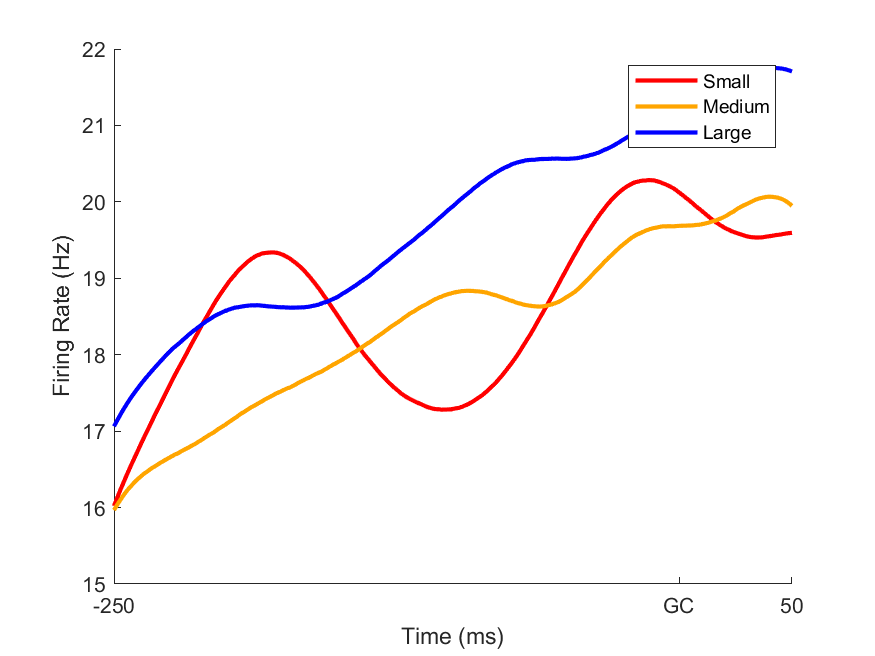 22
21
20
19
18
17
16
15
Firing Rate (Hz)
Small
Medium
Large
-250
GC
50
Time (ms)